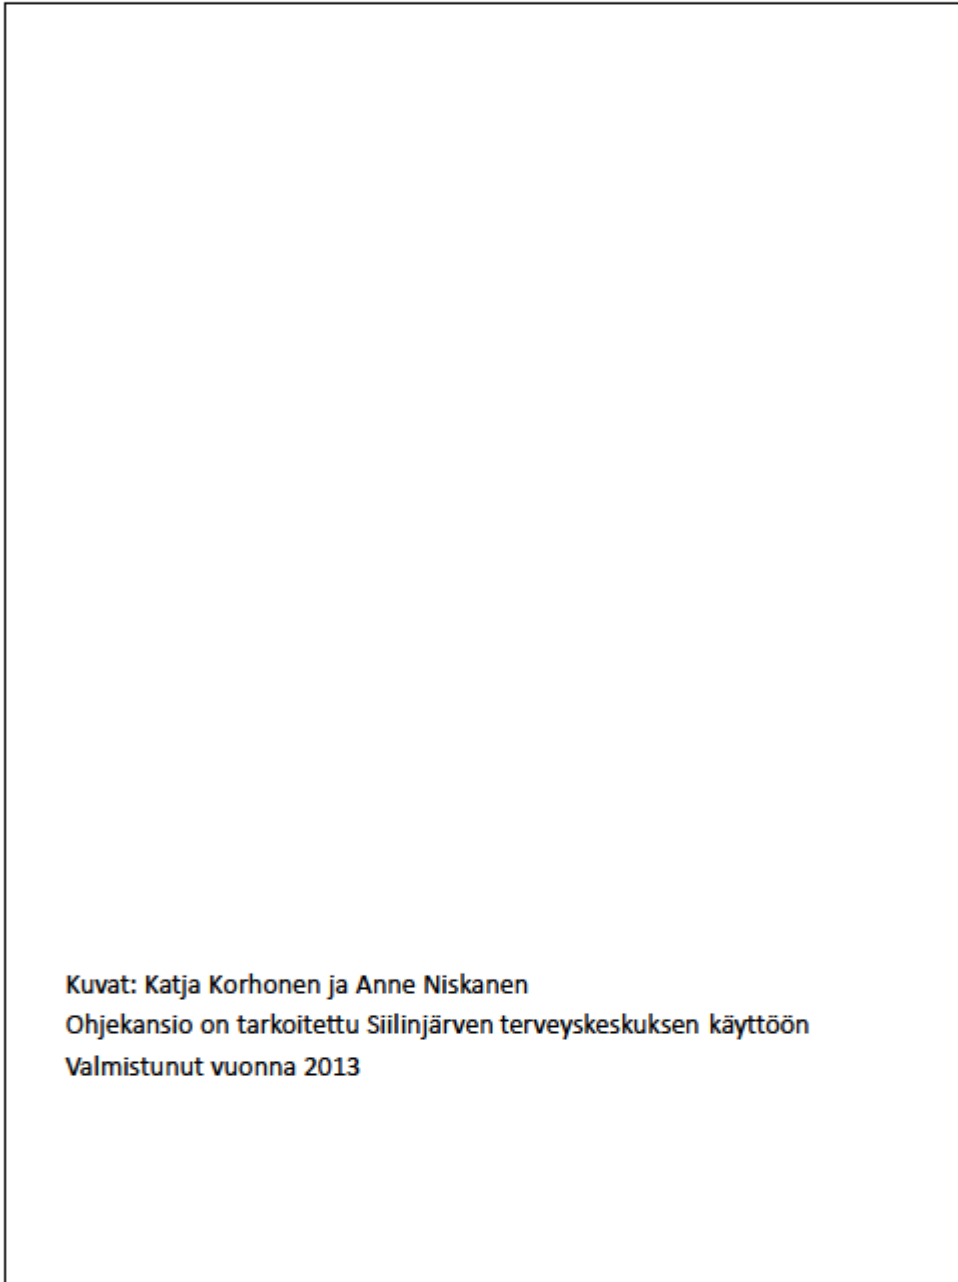 Kuvat: Katja Korhonen ja Anne Niskanen
Ohjekansio on tarkoitettu Siilinjärven terveyskeskuksen käyttöön
Valmistunut vuonna 2013